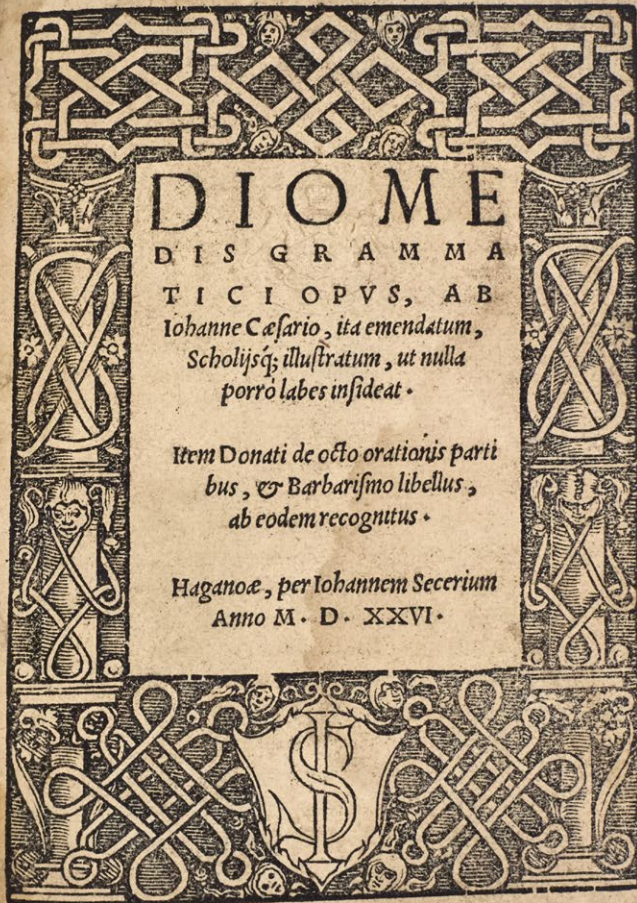 DIOME
DIS GRAMMA
TICI OPVS, AB
Iohanne Cæſario, ita emendatum,
Scholijsq́; illuſtratum, ut nulla
porrò labes inſideat.
Item Donati de octo orationis parti
bus, & Barbariſmo libellus,
ab eodem recognitus.
Haganoæ, per Iohannem Secerium
Anno M. D. XXVI.
IS